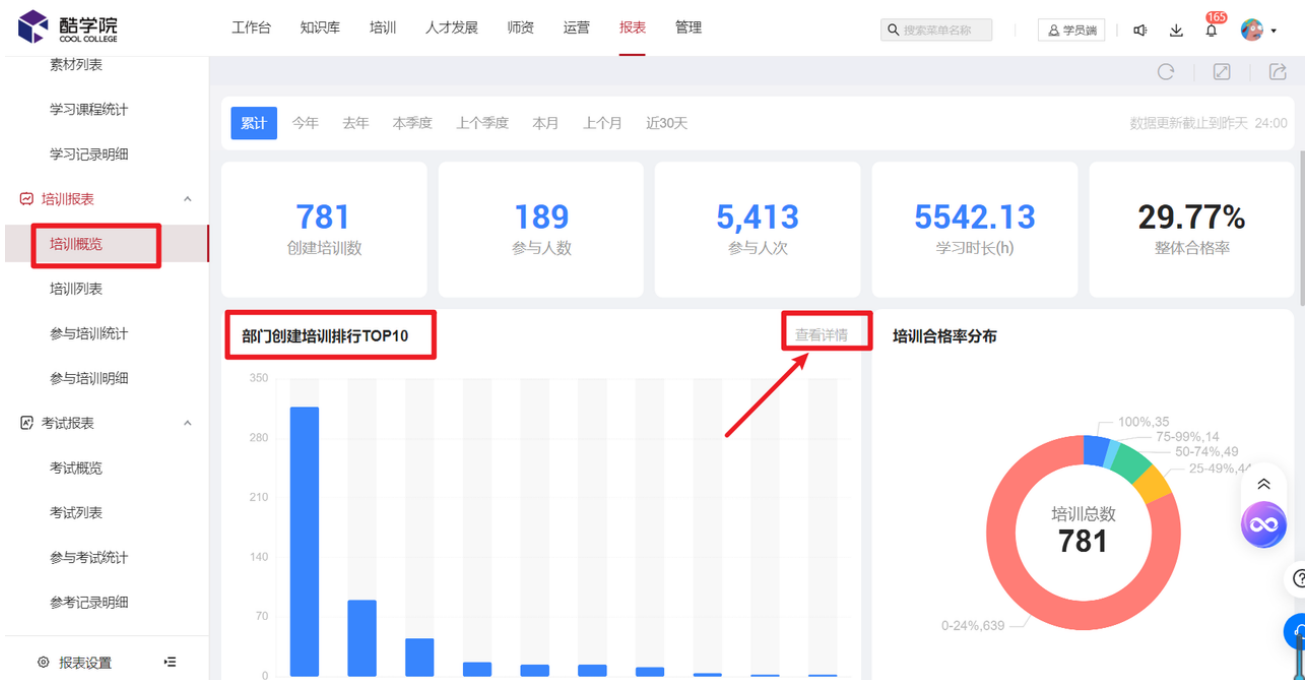 酷学院
COOL COLLEGE
工作台 知识库 培训 人才发展 师资 运营 报表 管理
搜索菜单名称
学员端
165
素材列表
学习课程统计
学习记录明细
培训报表
培训概览
培训列表
参与培训统计
参与培训明细
考试报表
考试概览
考试列表
参与考试统计
参考记录明细
报表设置
累计 今年 去年 本季度 上个季度 本月 上个月 近30天
数据更新截止到昨天 24:00
781
创建培训数
189
参与人数
5,413
参与人次
5542.13
学习时长(h)
29.77%
整体合格率
部门创建培训排行TOP10
查看详情
350
280
210
140
70
0
培训合格率分布
100%,35
75-99%,14
50-74%,49
25-49%,44
培训总数
781
0-24%,639